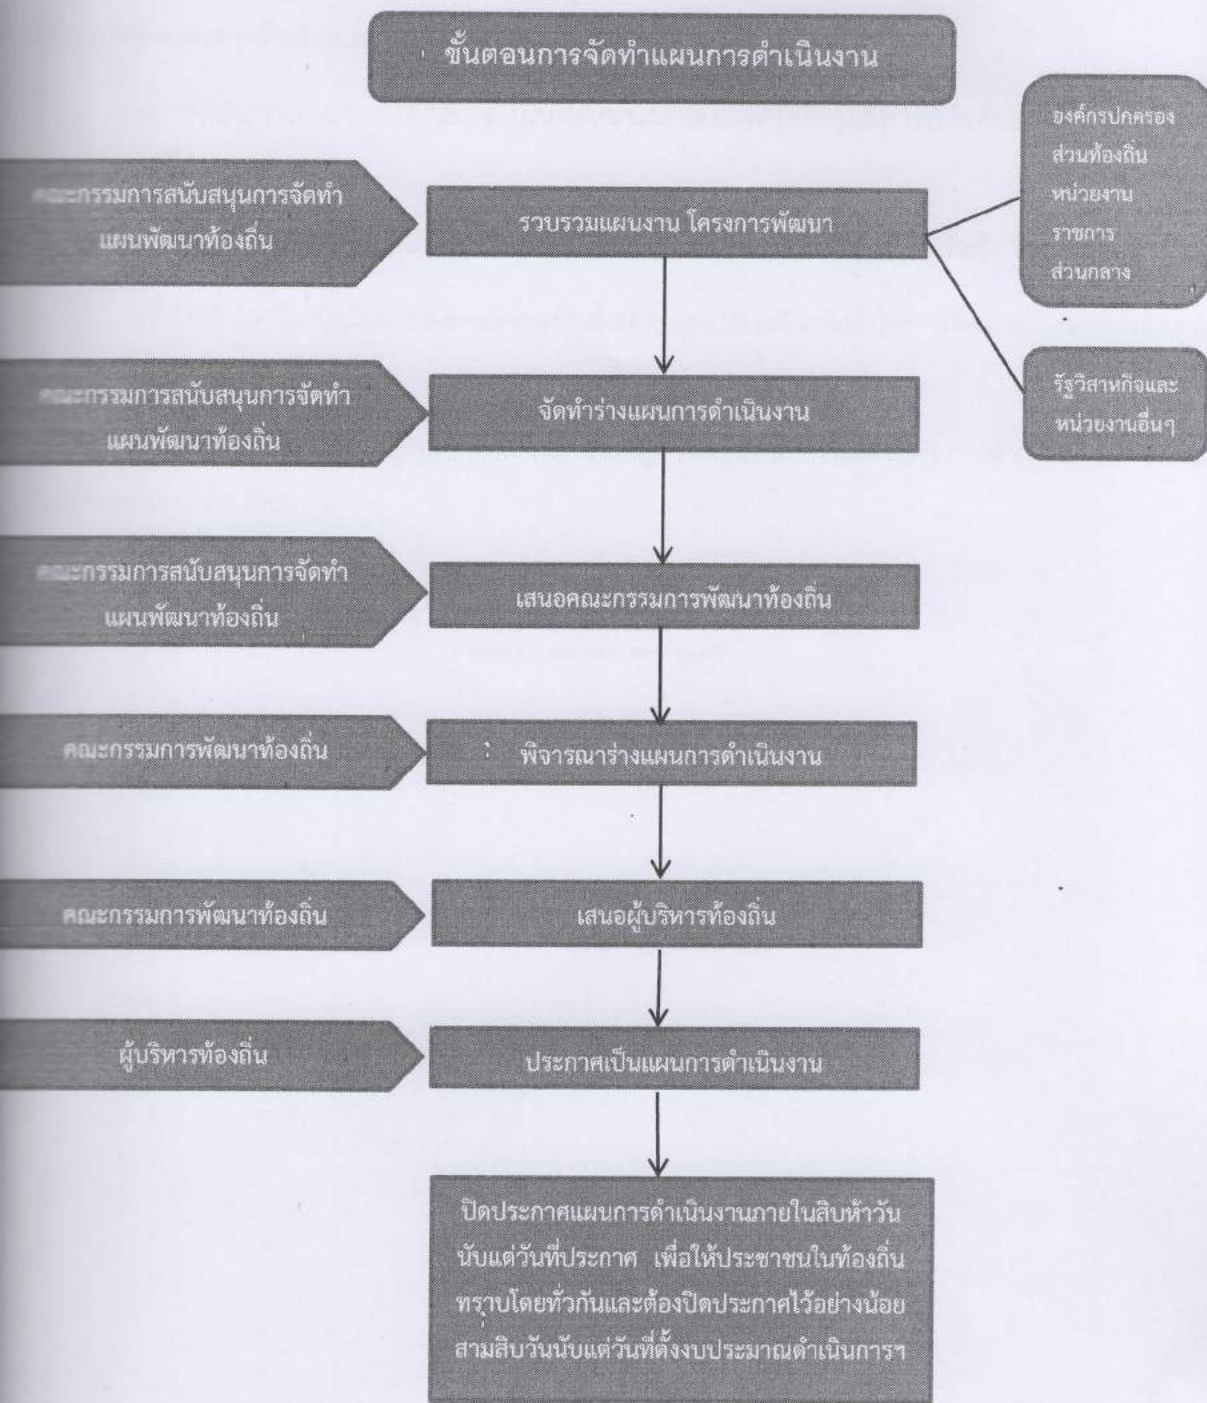 ขั้นตอนการจัดทำแผนการดำเนินงาน
องค์กรปกครอง
ส่วนท้องถิ่น
หน่วยงาน
ราชการ
ส่วนกลาง
คณะกรรมการสนับสนุนการจัดทำ
แผนพัฒนาท้องถิ่น
รวบรวมแผนงาน โครงการพัฒนา
รัฐวิสาหกิจและ
หน่วยงานอื่นๆ
คณะกรรมการสนับสนุนการจัดทำ
แผนพัฒนาท้องถิ่น
จัดทำร่างแผนการดำเนินงาน
คณะกรรมการสนับสนุนการจัดทำ
แผนพัฒนาท้องถิ่น
เสนอคณะกรรมการพัฒนาท้องถิ่น
คณะกรรมการพัฒนาท้องถิ่น
พิจารณาร่างแผนการดำเนินงาน
คณะกรรมการพัฒนาท้องถิ่น
เสนอผู้บริหารท้องถิ่น
ผู้บริหารท้องถิ่น
ประกาศเป็นแผนการดำเนินงาน
ปิดประกาศแผนการดำเนินงานภายในสิบห้าวัน
นับแต่วันที่ประกาศ เพื่อให้ประชาชนในท้องถิ่น
ทราบโดยทั่วกันและต้องปิดประกาศไว้อย่างน้อย
สามสิบวันนับแต่วันที่ตั้งงบประมาณดำเนินการฯ